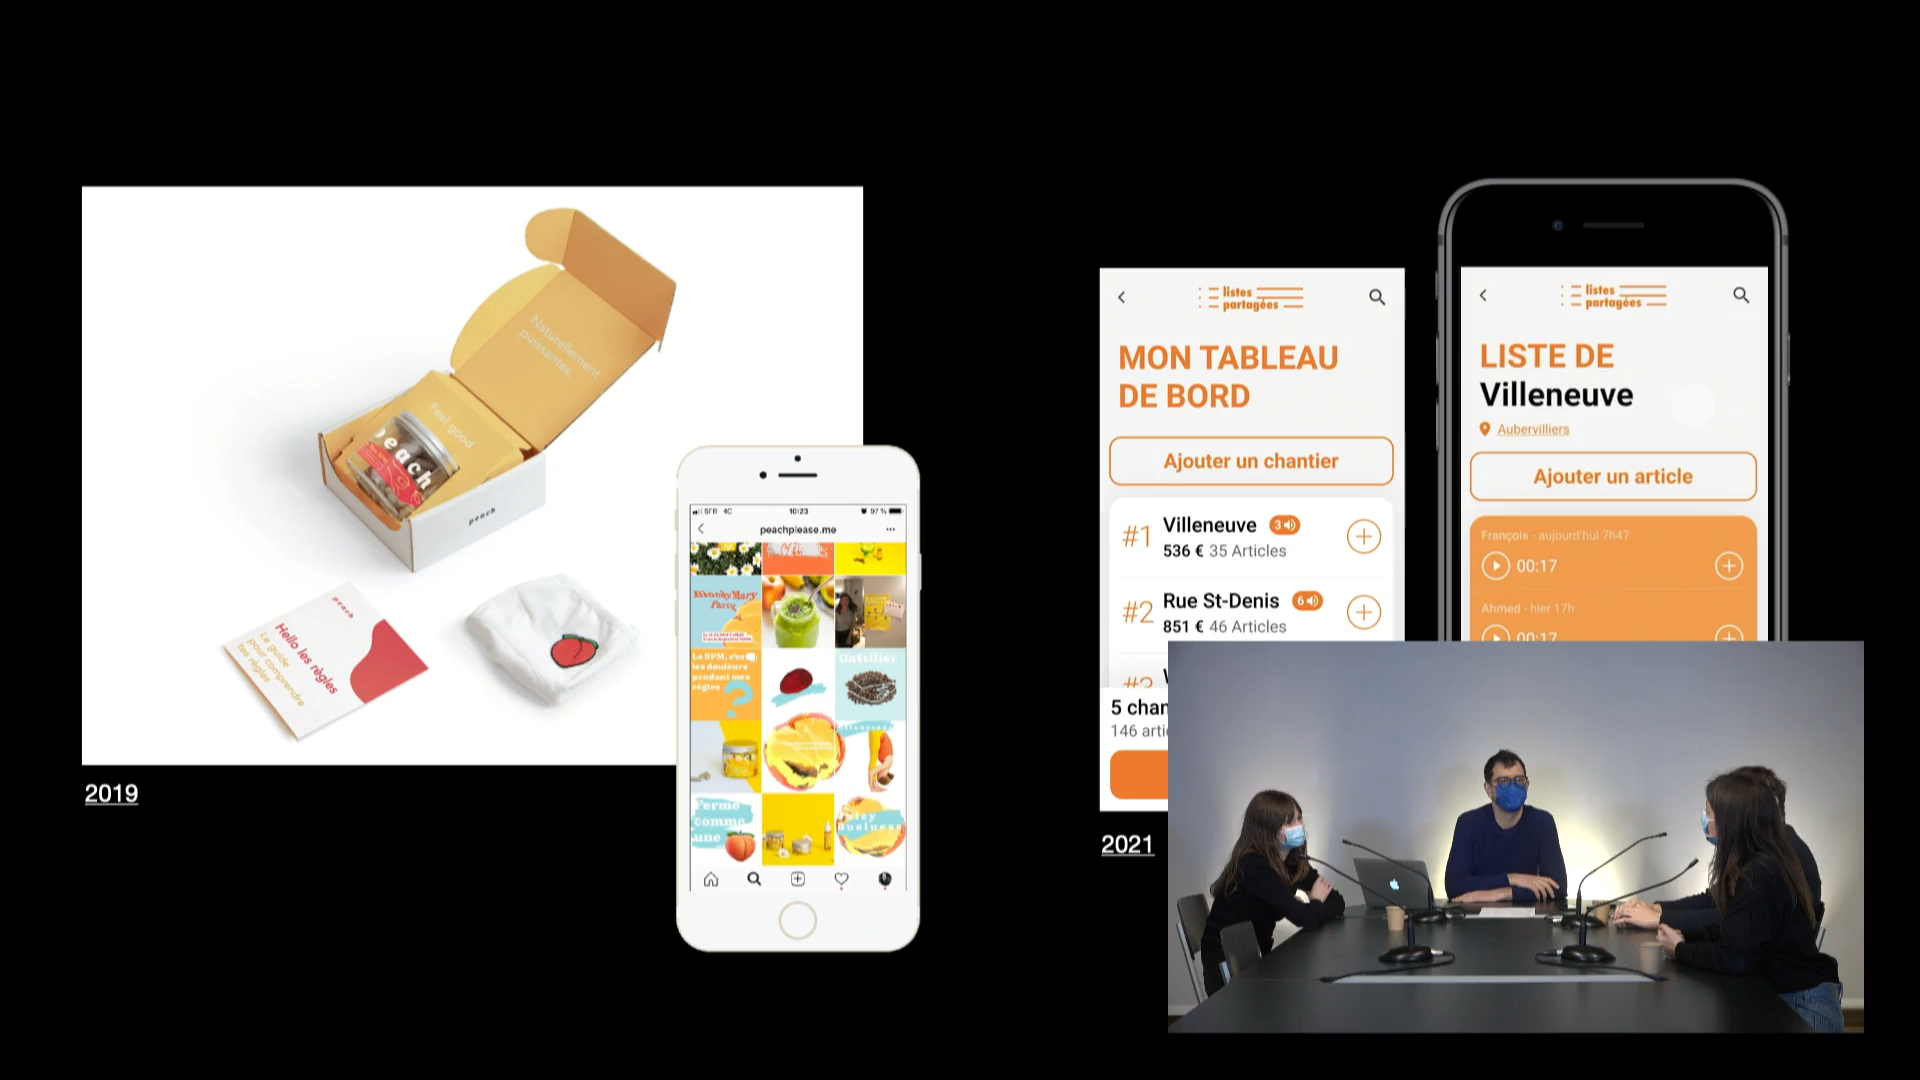 Naturellement
puissantes.
Feel good
peach
peach
peach
Hello les règles
Le guide
pour comprendre
tes règles
2019
SFR 4G
10:23
97 %
peachplease.me
Bloody Mary
Party
Le SPM, c'est
les douleurs
pendant mes
règles
?
Gattilier
Ferme
comme
une
Juicy
Business
listes
partagées
MON TABLEAU
DE BORD
Ajouter un chantier
#1
Villeneuve
3
536 € 35 Articles
#2
Rue St-Denis
6
851 € 46 Articles
#3
5 chan
146 arti
2021
listes
partagées
LISTE DE
Villeneuve
Aubervilliers
Ajouter un article
François - aujourd'hui 7h47
00:17
Ahmed - hier 17h
00:17